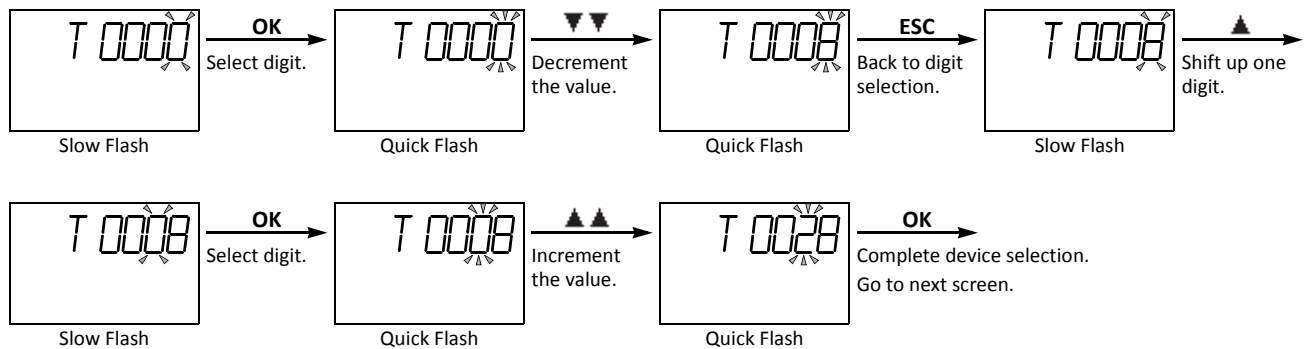 T 0000
OK
Select digit.
Slow Flash
T 0000
Decrement
the value.
Quick Flash
T 0008
ESC
Back to digit
selection.
Quick Flash
T 0008
Shift up one
digit.
Slow Flash
T 0008
OK
Select digit.
Slow Flash
T 0008
Increment
the value.
Quick Flash
T 0028
OK
Complete device selection.
Go to next screen.
Quick Flash